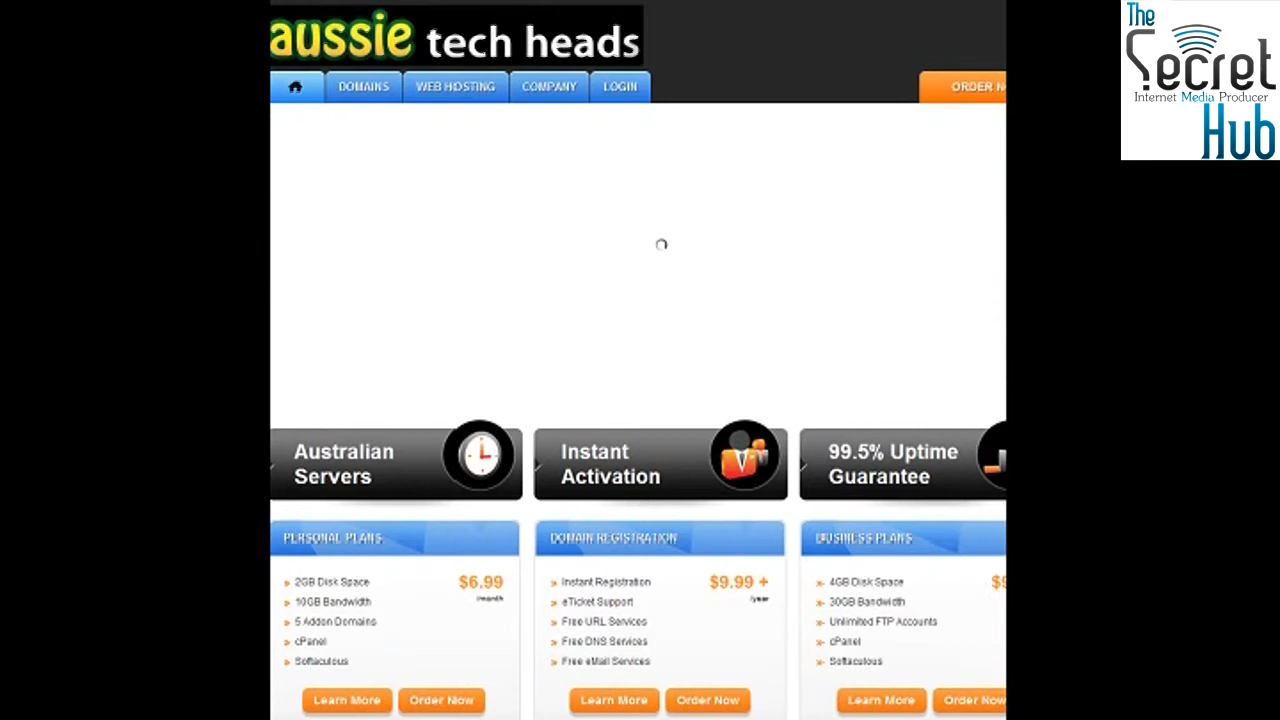 aussie tech heads
DOMAINS
WEB HOSTING
COMPANY
LOGIN
ORDER
The
Secret
Internet Media Producer
Hub
Australian
Servers
Instant
Activation
99.5% Uptime
Guarantee
PERSONAL PLANS
2GB Disk Space
$6.99
10GB Bandwidth
/month
5 Addon Domains
cPanel
Softaculous
Learn More
Order Now
DOMAIN REGISTRATION
Instant Registration
$9.99 +
eTicket Support
/year
Free URL Services
Free DNS Services
Free eMail Services
Learn More
Order Now
BUSINESS PLANS
4GB Disk Space
30GB Bandwidth
Unlimited FTP Accounts
cPanel
Softaculous
Learn More
Order Now